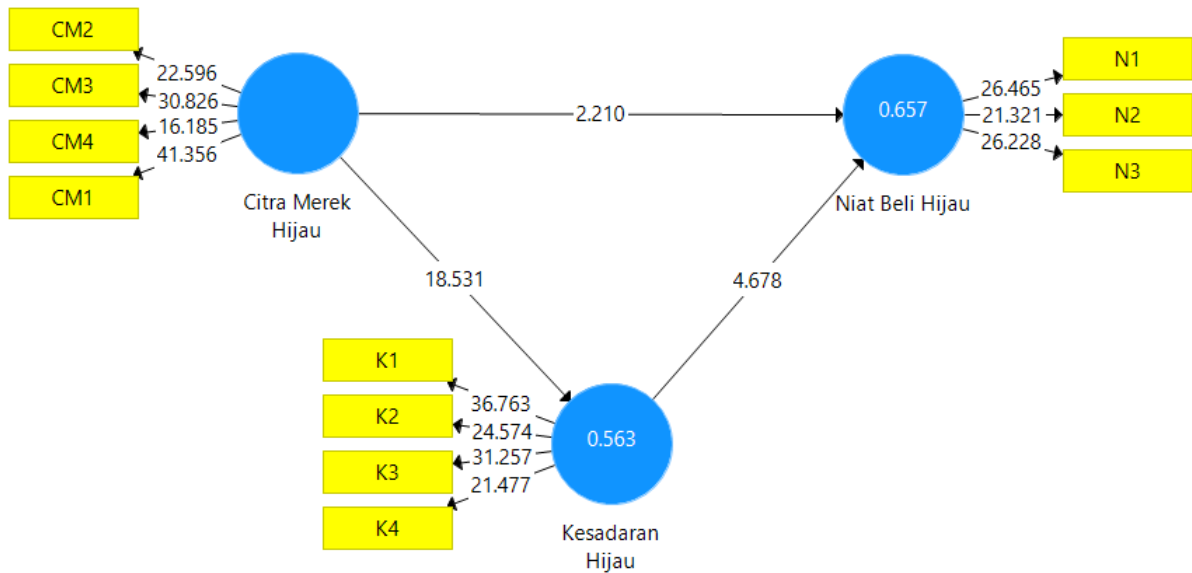 CM2
CM3
CM4
CM1
22.596
30.826
16.185
41.356
Citra Merek
Hijau
2.210
0.657
Niat Beli Hijau
26.465
21.321
26.228
N1
N2
N3
18.531
4.678
K1
K2
K3
K4
36.763
24.574
31.257
21.477
0.563
Kesadaran
Hijau